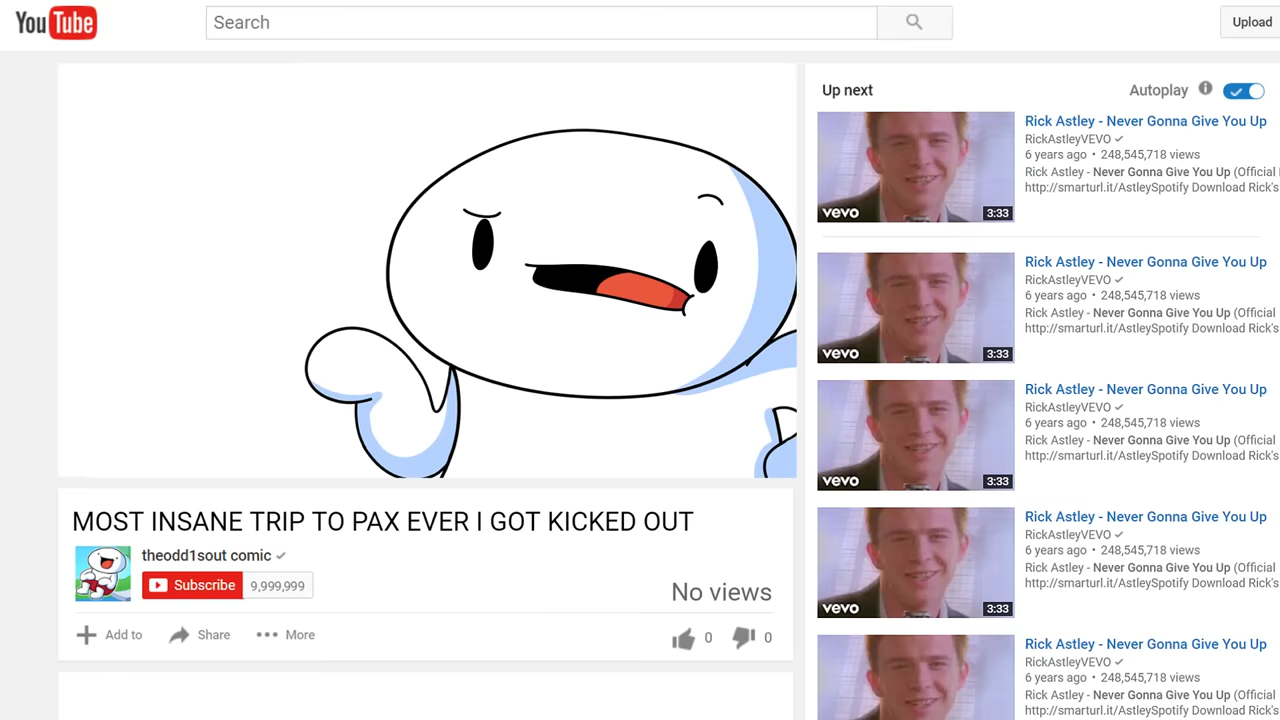 YouTube
Search
Upload
Up next
Autoplay
Rick Astley - Never Gonna Give You Up
RickAstleyVEVO
6 years ago • 248,545,718 views
Rick Astley - Never Gonna Give You Up (Official
http://smarturl.it/AstleySpotify Download Rick's
vevo
3:33
Rick Astley - Never Gonna Give You Up
RickAstleyVEVO
6 years ago • 248,545,718 views
Rick Astley - Never Gonna Give You Up (Official
http://smarturl.it/AstleySpotify Download Rick's
vevo
3:33
Rick Astley - Never Gonna Give You Up
RickAstleyVEVO
6 years ago • 248,545,718 views
Rick Astley - Never Gonna Give You Up (Official
http://smarturl.it/AstleySpotify Download Rick's
vevo
3:33
Rick Astley - Never Gonna Give You Up
RickAstleyVEVO
6 years ago • 248,545,718 views
Rick Astley - Never Gonna Give You Up (Official
http://smarturl.it/AstleySpotify Download Rick's
vevo
3:33
Rick Astley - Never Gonna Give You Up
RickAstleyVEVO
6 years ago • 248,545,718 views
Rick Astley - Never Gonna Give You Up (Official
http://smarturl.it/AstleySpotify Download Rick's
MOST INSANE TRIP TO PAX EVER I GOT KICKED OUT
theodd1sout comic
Subscribe 9,999,999
No views
Add to Share More
0 0